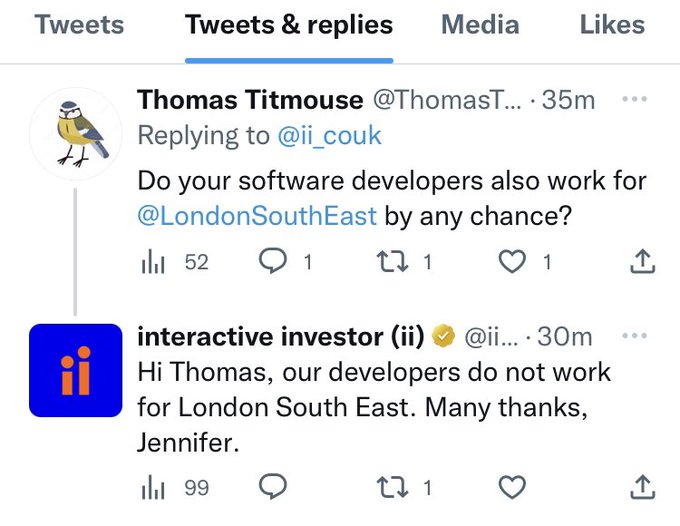 Tweets Tweets & replies Media Likes
Thomas Titmouse @ThomasT... · 35m
Replying to @ii_couk
Do your software developers also work for
@LondonSouthEast by any chance?
52 1 1 1
interactive investor (ii) @ii... · 30m
ii
Hi Thomas, our developers do not work
for London South East. Many thanks,
Jennifer.
99 1